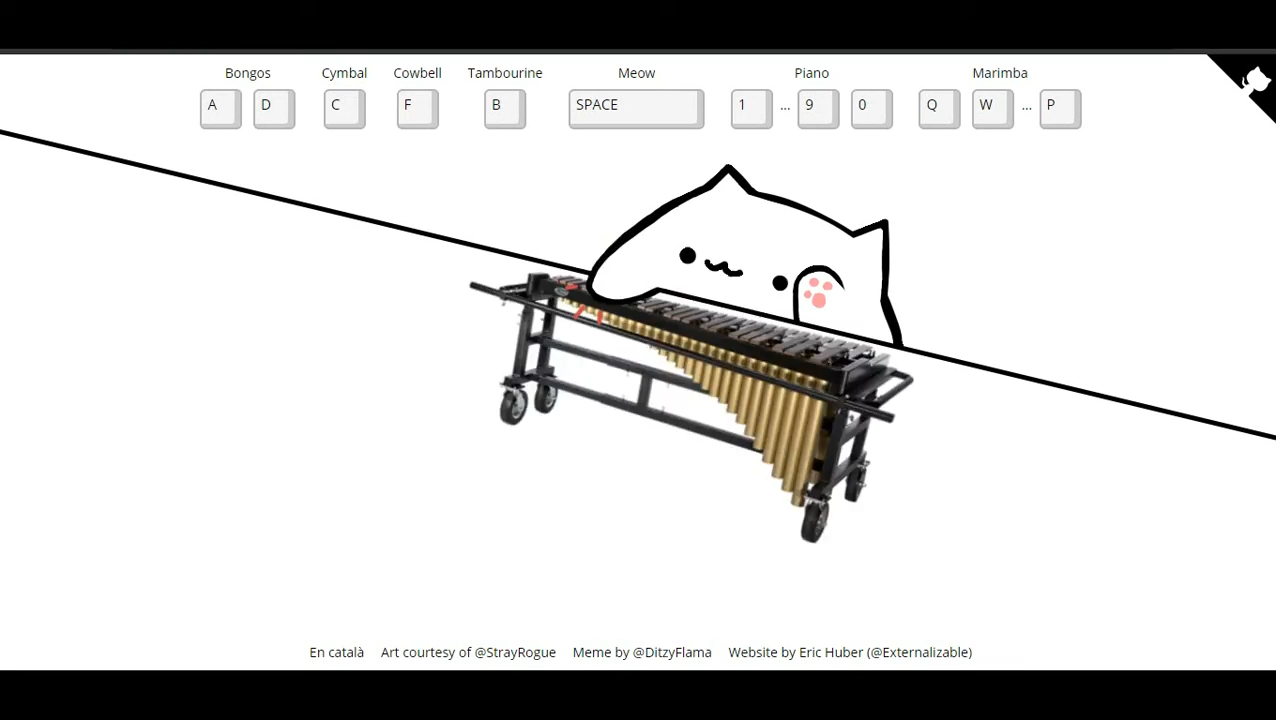 Bongos Cymbal Cowbell Tambourine Meow Piano Marimba
A D C F B SPACE 1 ... 9 0 Q W ... P
En català Art courtesy of @StrayRogue Meme by @DitzyFlama Website by Eric Huber (@Externalizable)